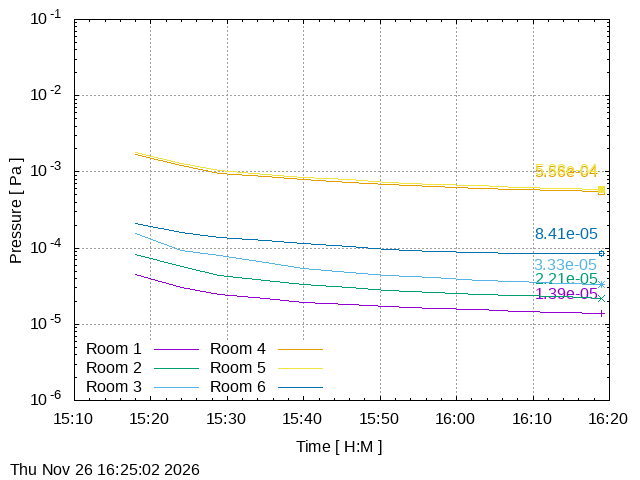 10^-1
10^-2
10^-3
10^-4
10^-5
10^-6
Pressure [ Pa ]
5.56e-04
8.41e-05
3.33e-05
2.21e-05
1.39e-05
Room 1 Room 4
Room 2 Room 5
Room 3 Room 6
15:10 15:20 15:30 15:40 15:50 16:00 16:10 16:20
Time [ H:M ]
Thu Nov 26 16:25:02 2026